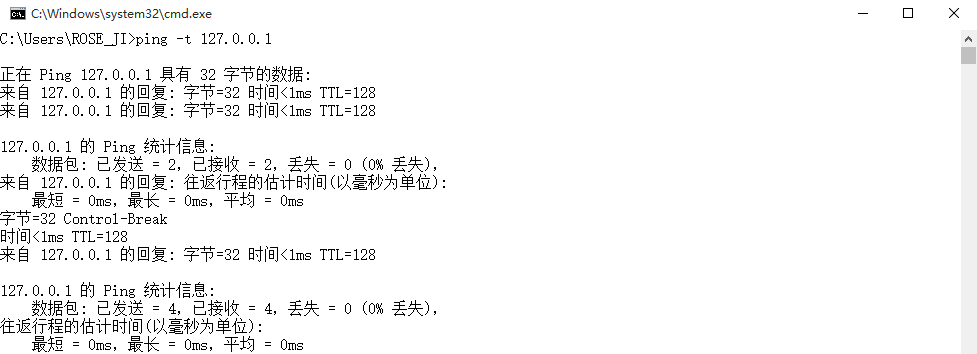 C:\Windows\system32\cmd.exe
C:\Users\ROSE_JI>ping -t 127.0.0.1
正在 Ping 127.0.0.1 具有 32 字节的数据:
来自 127.0.0.1 的回复: 字节=32 时间<1ms TTL=128
来自 127.0.0.1 的回复: 字节=32 时间<1ms TTL=128
127.0.0.1 的 Ping 统计信息:
    数据包: 已发送 = 2，已接收 = 2，丢失 = 0 (0% 丢失)，
来自 127.0.0.1 的回复: 往返行程的估计时间(以毫秒为单位):
    最短 = 0ms，最长 = 0ms，平均 = 0ms
字节=32 Control-Break
时间<1ms TTL=128
来自 127.0.0.1 的回复: 字节=32 时间<1ms TTL=128
127.0.0.1 的 Ping 统计信息:
    数据包: 已发送 = 4，已接收 = 4，丢失 = 0 (0% 丢失)，
往返行程的估计时间(以毫秒为单位):
    最短 = 0ms，最长 = 0ms，平均 = 0ms